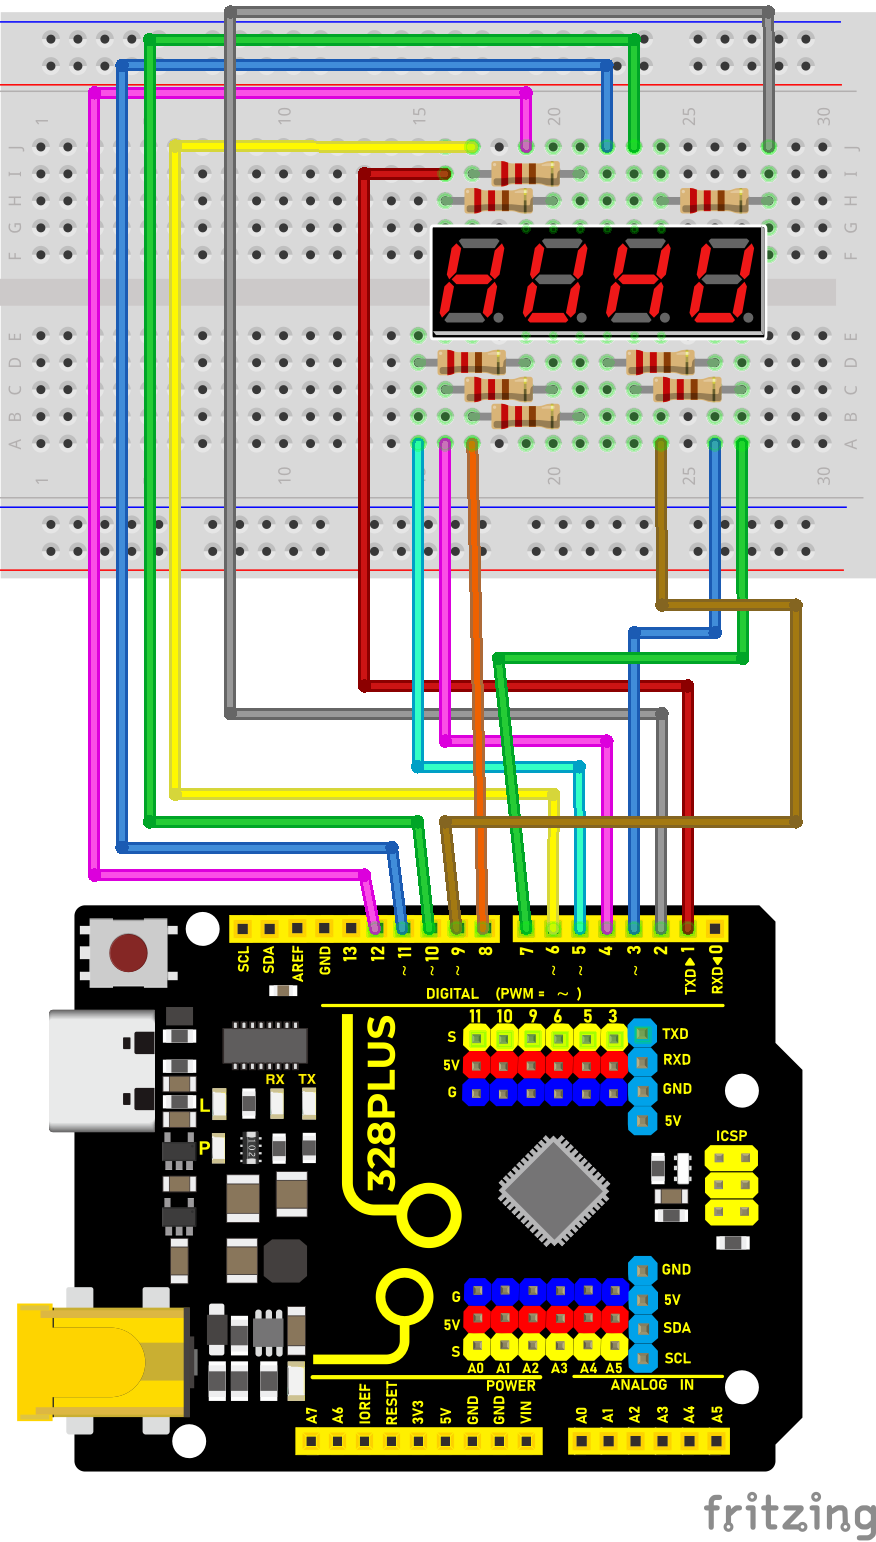 1 10 15 20 25 30
J J
I I
H H
G G
F F
E E
D D
C C
B B
A A
1 10 20 25 30
SCL SDA AREF GND 13 12 ~11 ~10 ~9 8 7 ~6 ~5 4 ~3 2 TXD▶1 RXD◀0
DIGITAL (PWM = ~ )
11 10 9 6 5 3
S TXD
5V RXD
G GND
5V
328PLUS
RX TX
L
P
102
ICSP
GND
G 5V
5V SDA
S SCL
A0 A1 A2 A3 A4 A5
POWER ANALOG IN
A7 A6 IOREF RESET 3V3 5V GND GND VIN A0 A1 A2 A3 A4 A5
fritzing